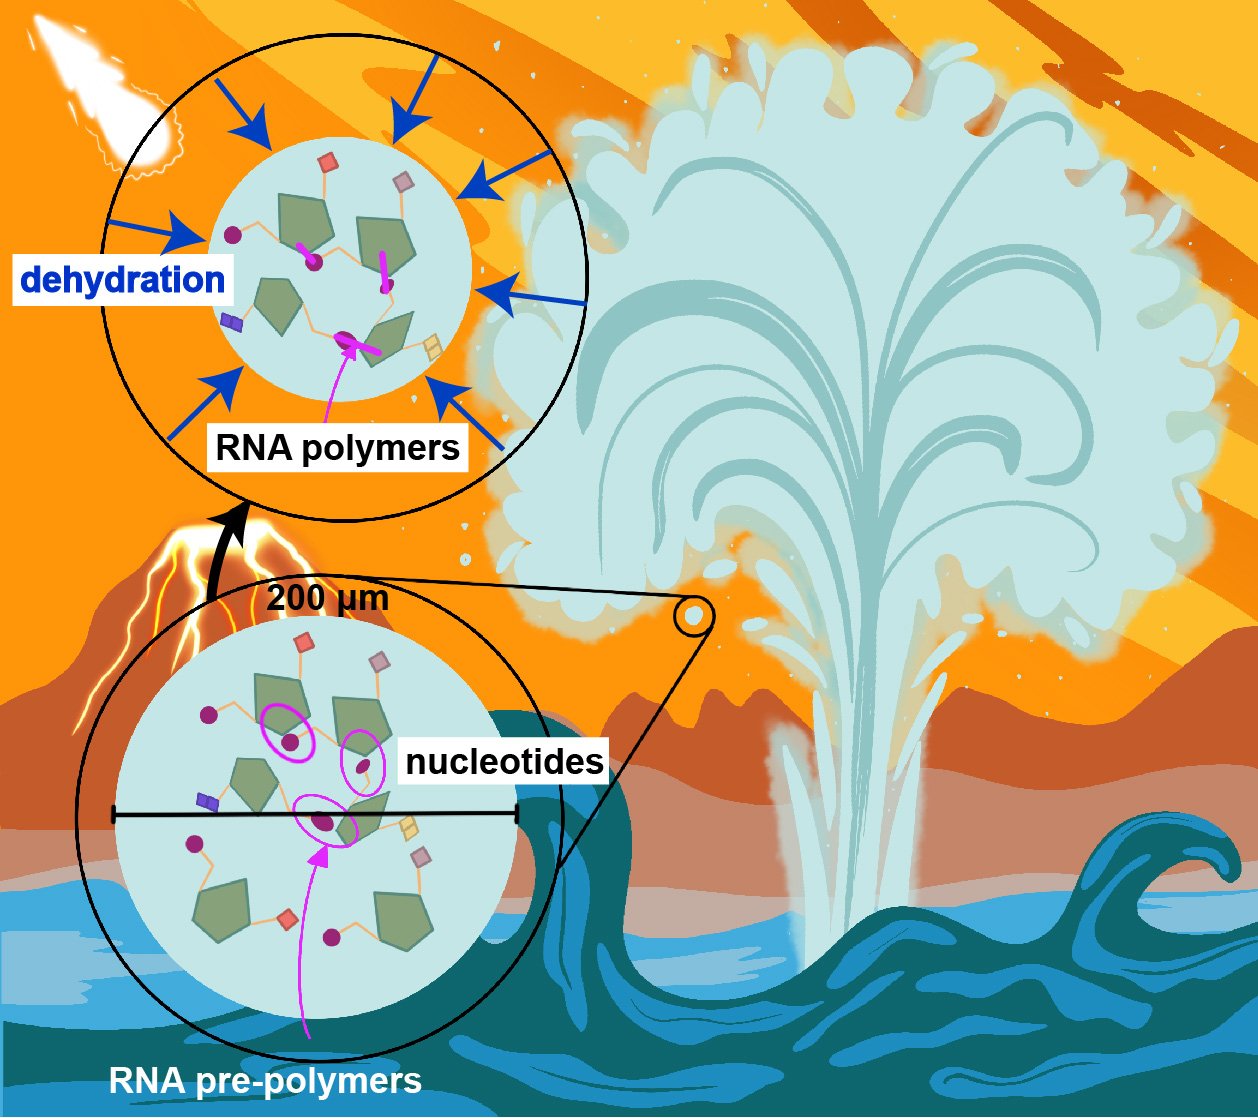 dehydration
RNA polymers
200 µm
nucleotides
RNA pre-polymers